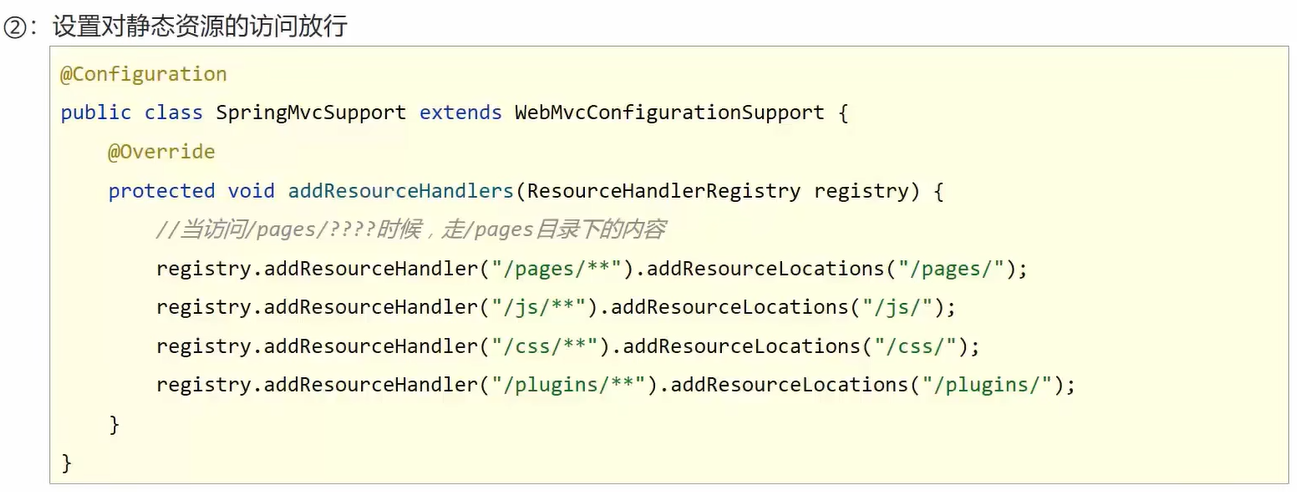 ②：设置对静态资源的访问放行
@Configuration
public class SpringMvcSupport extends WebMvcConfigurationSupport {
    @Override
    protected void addResourceHandlers(ResourceHandlerRegistry registry) {
        //当访问/pages/????时候，走/pages目录下的内容
        registry.addResourceHandler("/pages/**").addResourceLocations("/pages/");
        registry.addResourceHandler("/js/**").addResourceLocations("/js/");
        registry.addResourceHandler("/css/**").addResourceLocations("/css/");
        registry.addResourceHandler("/plugins/**").addResourceLocations("/plugins/");
    }
}